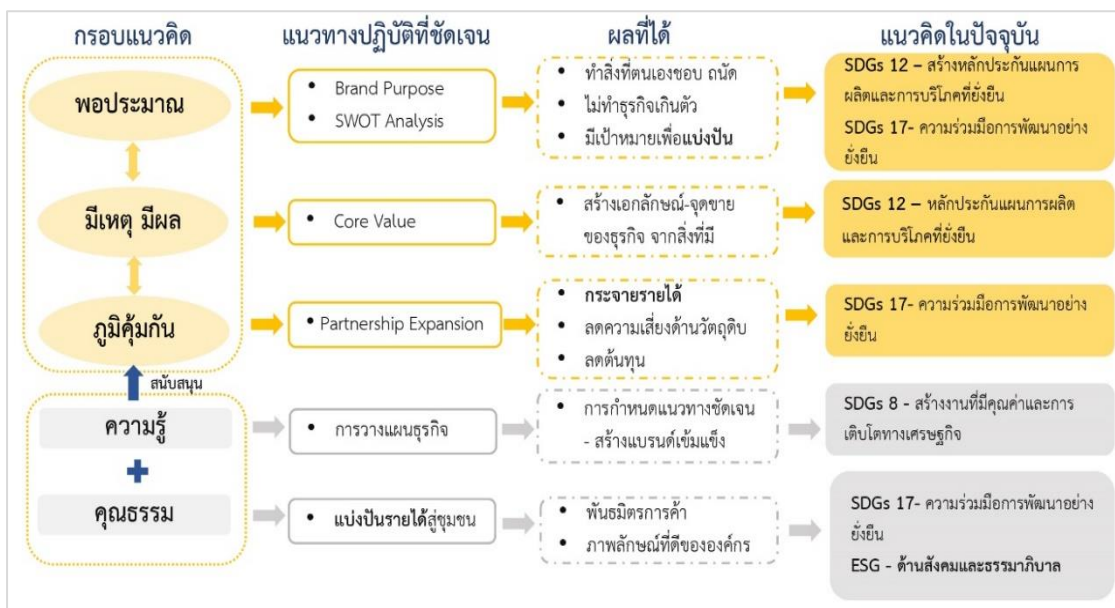 กรอบแนวคิด
แนวทางปฏิบัติที่ชัดเจน
ผลที่ได้
แนวคิดในปัจจุบัน
พอประมาณ
• Brand Purpose
• SWOT Analysis
• ทำสิ่งที่ตนเองชอบ ถนัด
• ไม่ทำธุรกิจเกินตัว
• มีเป้าหมายเพื่อแบ่งปัน
SDGs 12 – สร้างหลักประกันแผนการ
ผลิตและการบริโภคที่ยั่งยืน
SDGs 17- ความร่วมมือการพัฒนาอย่าง
ยั่งยืน
มีเหตุ มีผล
• Core Value
• สร้างเอกลักษณ์-จุดขาย
ของธุรกิจ จากสิ่งที่มี
SDGs 12 – หลักประกันแผนการผลิต
และการบริโภคที่ยั่งยืน
ภูมิคุ้มกัน
• Partnership Expansion
• กระจายรายได้
• ลดความเสี่ยงด้านวัตถุดิบ
• ลดต้นทุน
SDGs 17- ความร่วมมือการพัฒนาอย่าง
ยั่งยืน
สนับสนุน
ความรู้
• การวางแผนธุรกิจ
• การกำหนดแนวทางชัดเจน
- สร้างแบรนด์เข้มแข็ง
SDGs 8 - สร้างงานที่มีคุณค่าและการ
เติบโตทางเศรษฐกิจ
+
คุณธรรม
• แบ่งปันรายได้สู่ชุมชน
• พันธมิตรการค้า
• ภาพลักษณ์ที่ดีขององค์กร
SDGs 17- ความร่วมมือการพัฒนาอย่าง
ยั่งยืน
ESG - ด้านสังคมและธรรมาภิบาล